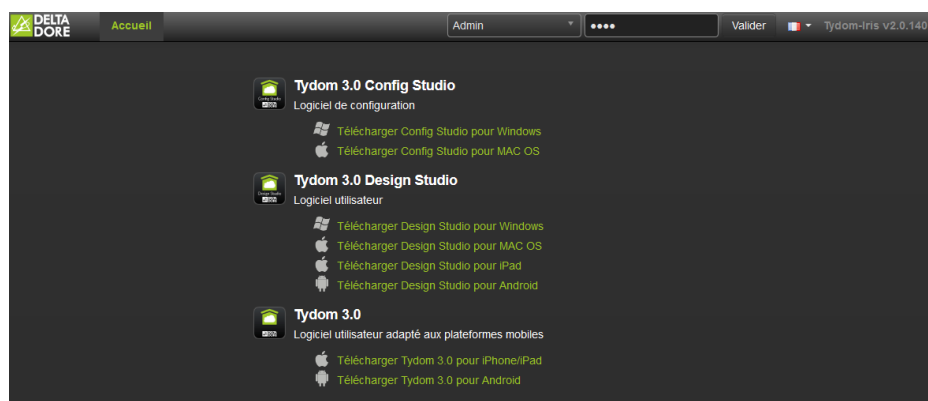 DELTA DORE Accueil Admin •••• Valider Tydom-Iris v2.0.140
Tydom 3.0 Config Studio
Logiciel de configuration
Télécharger Config Studio pour Windows
Télécharger Config Studio pour MAC OS
Tydom 3.0 Design Studio
Logiciel utilisateur
Télécharger Design Studio pour Windows
Télécharger Design Studio pour MAC OS
Télécharger Design Studio pour iPad
Télécharger Design Studio pour Android
Tydom 3.0
Logiciel utilisateur adapté aux plateformes mobiles
Télécharger Tydom 3.0 pour iPhone/iPad
Télécharger Tydom 3.0 pour Android